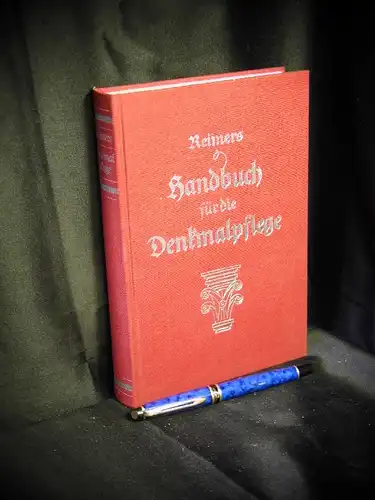 Reimers
Handbuch
für die
Denkmalpflege